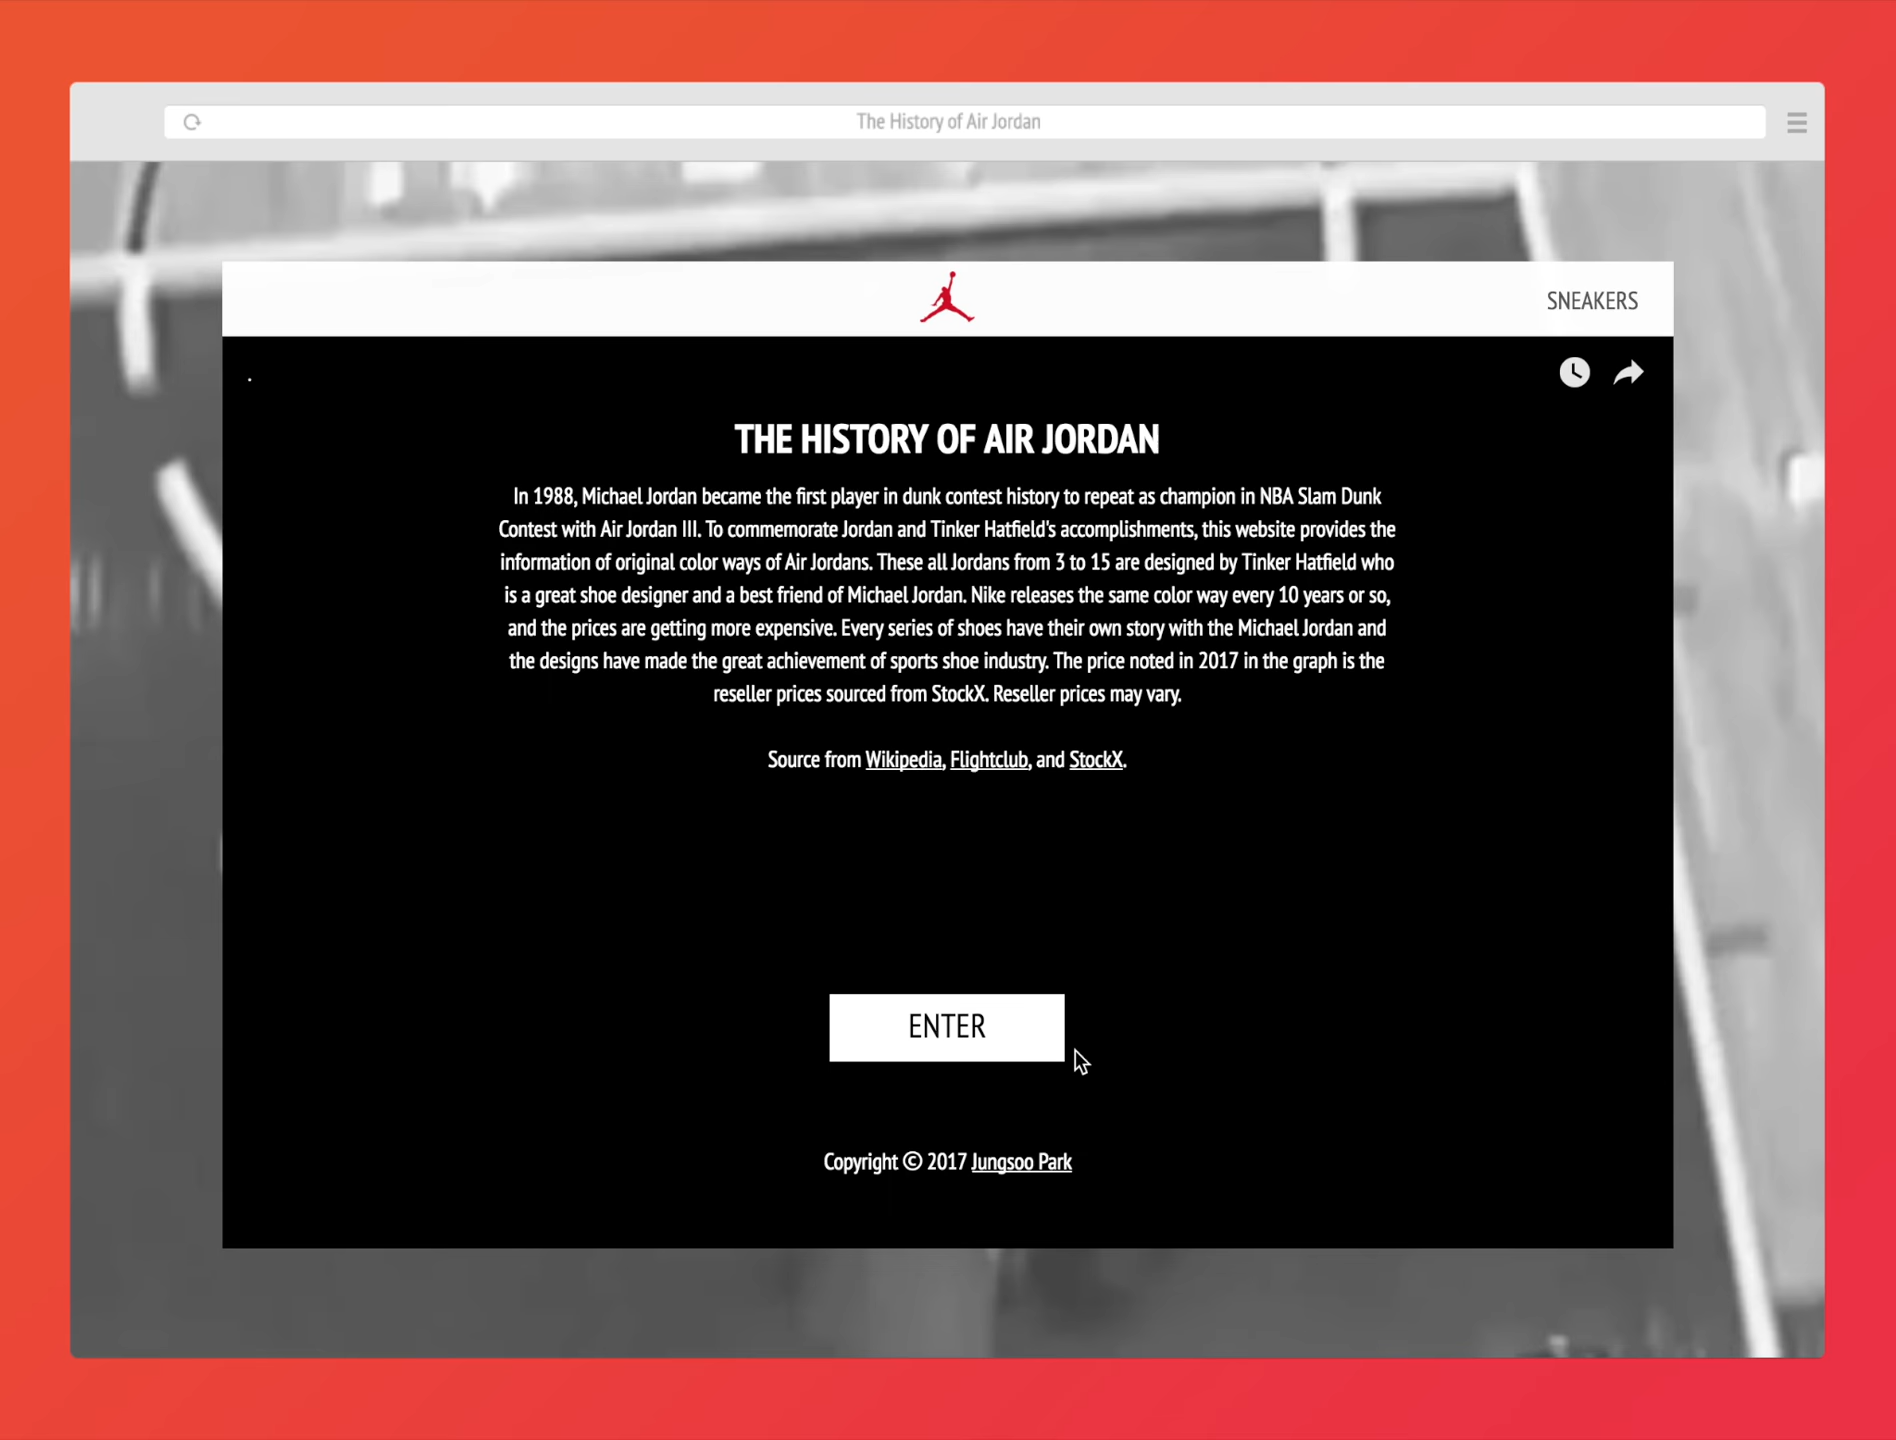 The History of Air Jordan
SNEAKERS
THE HISTORY OF AIR JORDAN
In 1988, Michael Jordan became the first player in dunk contest history to repeat as champion in NBA Slam Dunk
Contest with Air Jordan III. To commemorate Jordan and Tinker Hatfield's accomplishments, this website provides the
information of original color ways of Air Jordans. These all Jordans from 3 to 15 are designed by Tinker Hatfield who
is a great shoe designer and a best friend of Michael Jordan. Nike releases the same color way every 10 years or so,
and the prices are getting more expensive. Every series of shoes have their own story with the Michael Jordan and
the designs have made the great achievement of sports shoe industry. The price noted in 2017 in the graph is the
reseller prices sourced from StockX. Reseller prices may vary.
Source from Wikipedia, Flightclub, and StockX.
ENTER
Copyright © 2017 Jungsoo Park